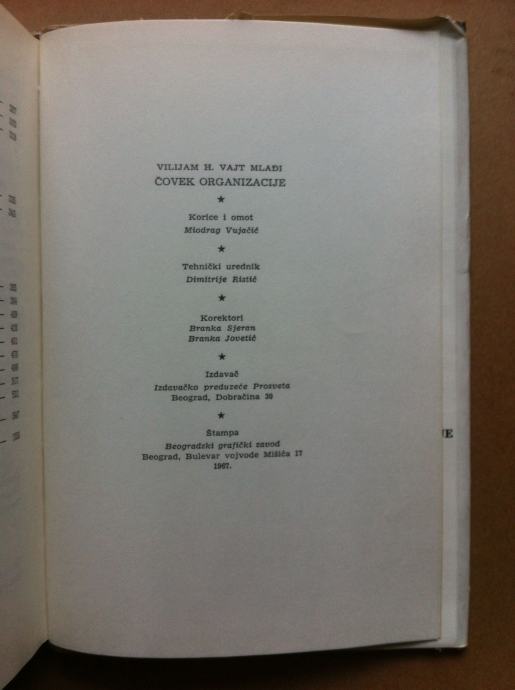 VILIJAM H. VAJT MLAĐI
ČOVEK ORGANIZACIJE
★
Korice i omot
Miodrag Vujačić
★
Tehnički urednik
Dimitrije Ristić
★
Korektori
Branka Sjeran
Branka Jovetić
★
Izdavač
Izdavačko preduzeće Prosveta
Beograd, Dobračina 30
★
Štampa
Beogradski grafički zavod
Beograd, Bulevar vojvode Mišića 17
1967.